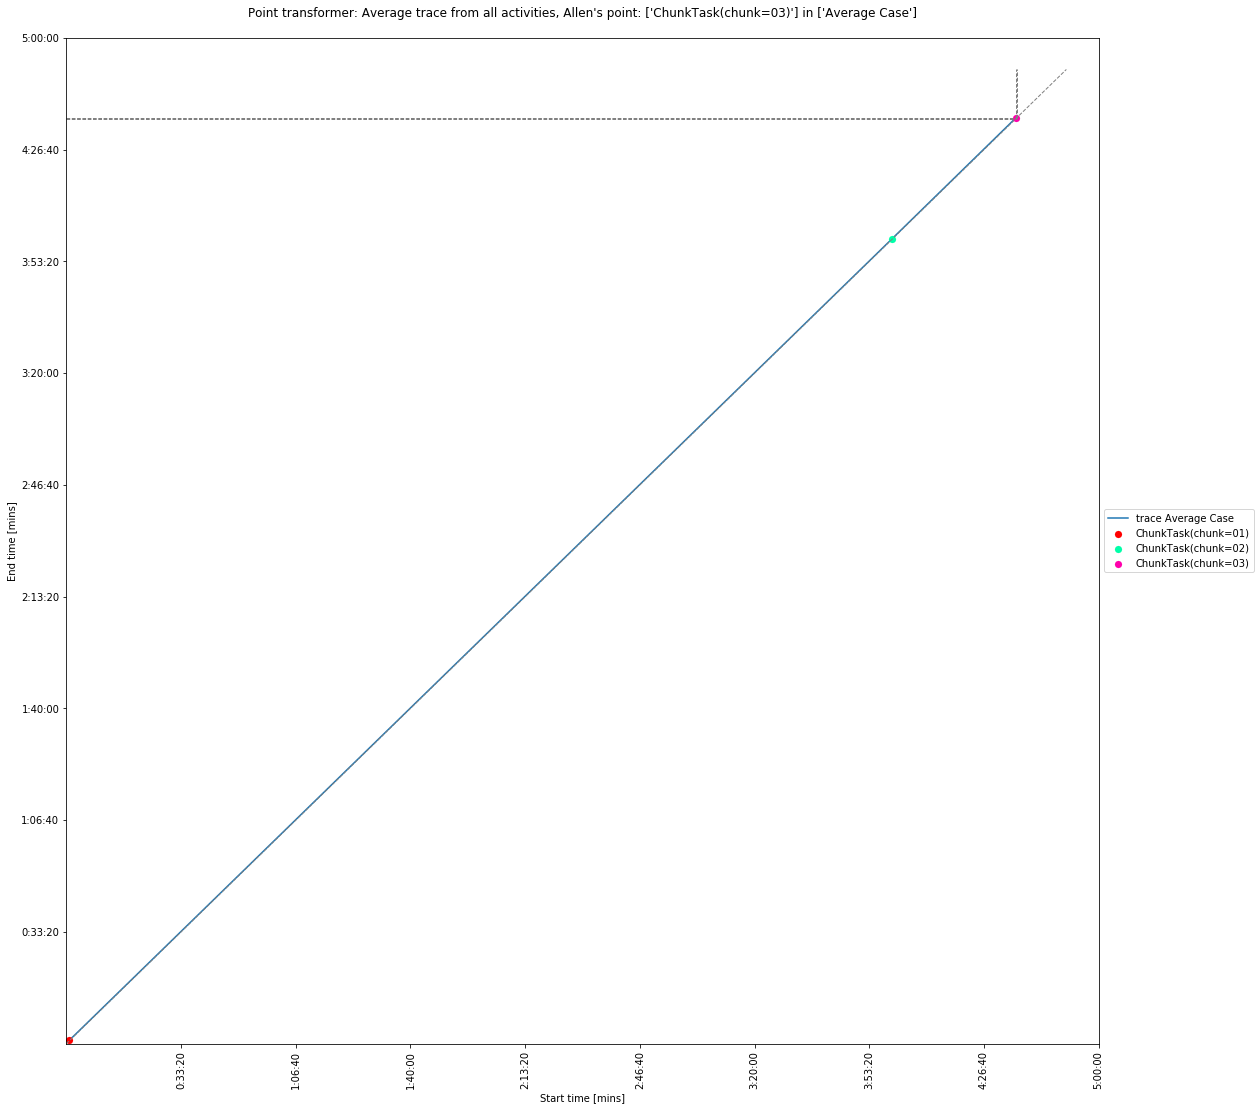 Point transformer: Average trace from all activities, Allen's point: ['ChunkTask(chunk=03)'] in ['Average Case']
5:00:00
4:26:40
3:53:20
3:20:00
2:46:40
2:13:20
1:40:00
1:06:40
0:33:20
End time [mins]
trace Average Case
ChunkTask(chunk=01)
ChunkTask(chunk=02)
ChunkTask(chunk=03)
0:33:20
1:06:40
1:40:00
2:13:20
2:46:40
3:20:00
3:53:20
4:26:40
5:00:00
Start time [mins]